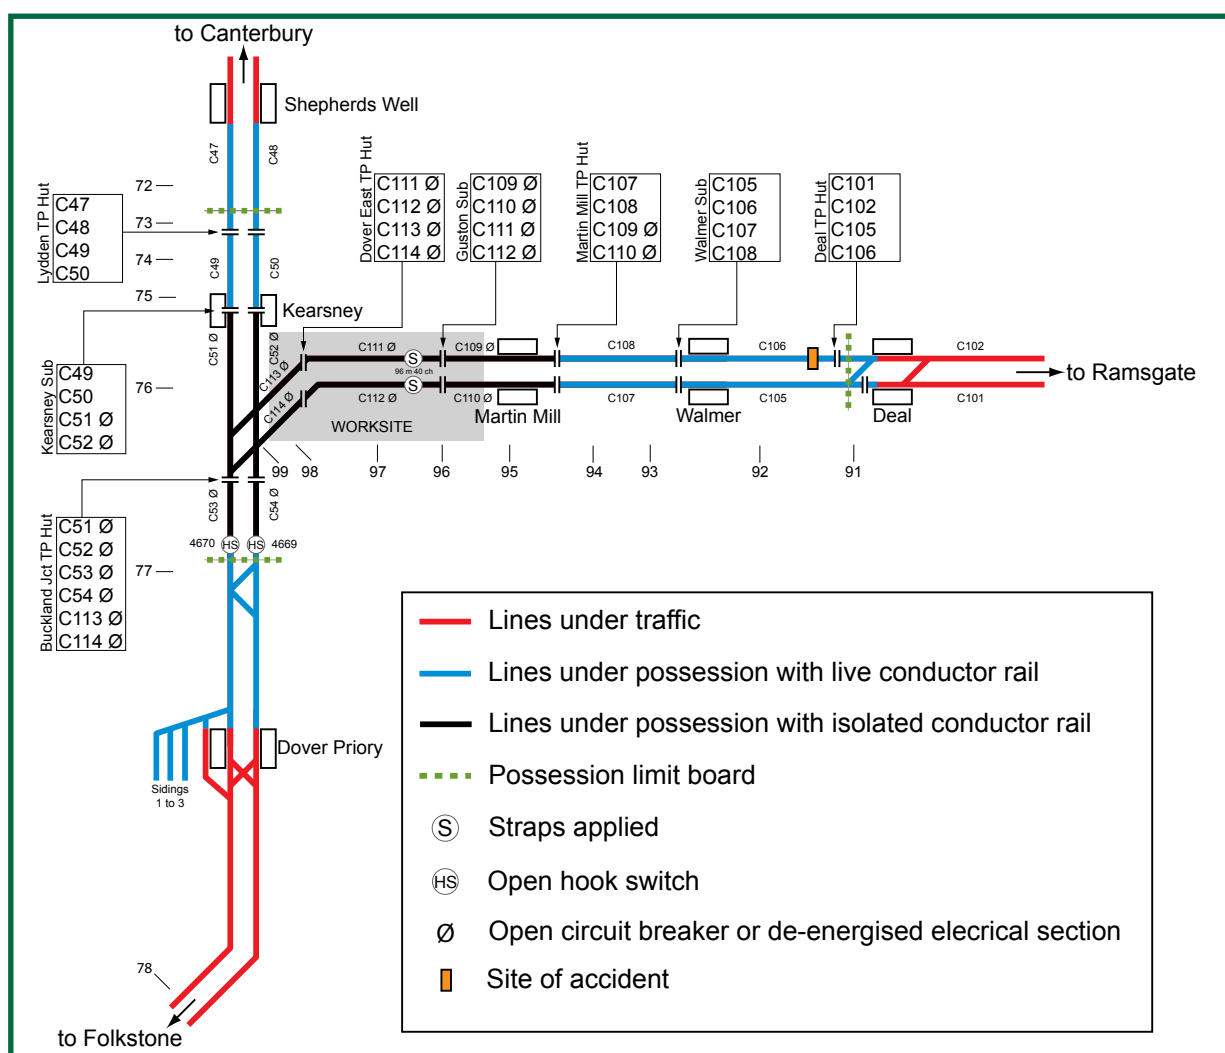 to Canterbury
Shepherds Well
C47
C48
72
73
74
75
Lydden TP Hut
C47
C48
C49
C50
C49
C50
Kearsney
Dover East TP Hut
C111 Ø
C112 Ø
C113 Ø
C114 Ø
Guston Sub
C109 Ø
C110 Ø
C111 Ø
C112 Ø
Martin Mill TP Hut
C107
C108
C109 Ø
C110 Ø
Walmer Sub
C105
C106
C107
C108
Deal TP Hut
C101
C102
C105
C106
C51 Ø
C52 Ø
C113 Ø
C114 Ø
C111 Ø
S
96 m 40 ch
S
C112 Ø
C109 Ø
C110 Ø
C108
C107
C106
C105
C102
C101
to Ramsgate
WORKSITE
Martin Mill
Walmer
Deal
99
98
97
96
95
94
93
92
91
Kearsney Sub
C49
C50
C51 Ø
C52 Ø
76
Buckland Jct TP Hut
C51 Ø
C52 Ø
C53 Ø
C54 Ø
C113 Ø
C114 Ø
C53 Ø
C54 Ø
4670
HS
HS
4669
77
Dover Priory
Sidings
1 to 3
78
to Folkstone
Lines under traffic
Lines under possession with live conductor rail
Lines under possession with isolated conductor rail
Possession limit board
S
Straps applied
HS
Open hook switch
Ø
Open circuit breaker or de-energised elecrical section
Site of accident